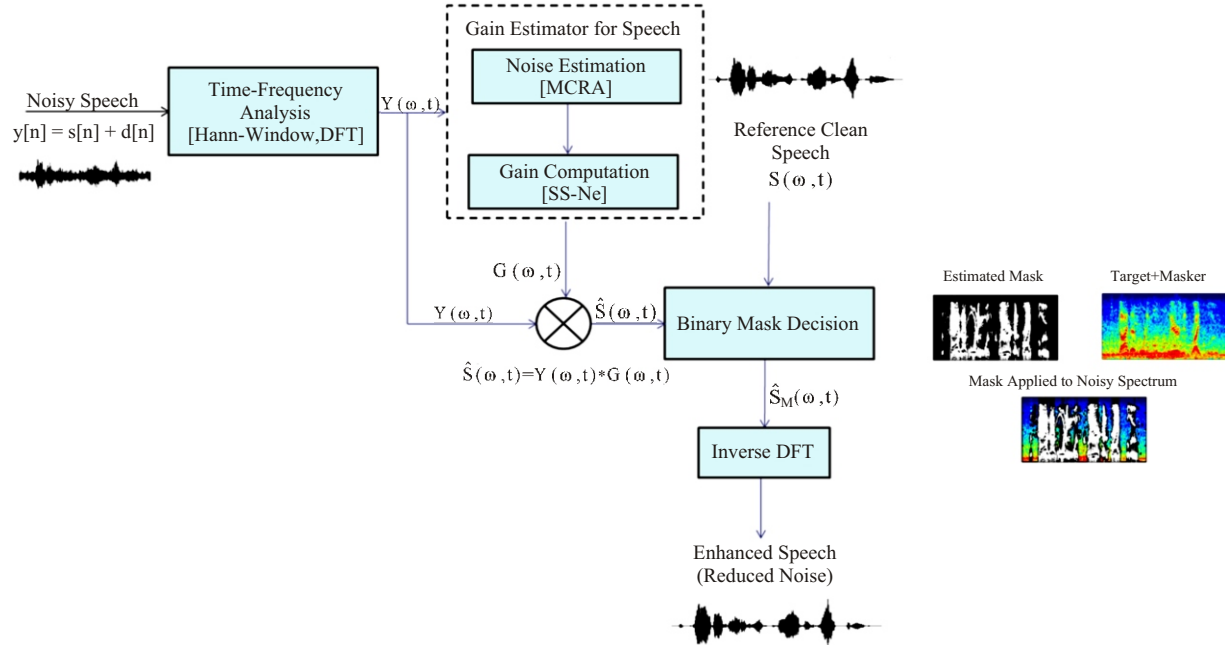 Noisy Speech
y[n] = s[n] + d[n]
Time-Frequency
Analysis
[Hann-Window,DFT]
Y(ω,t)
Gain Estimator for Speech
Noise Estimation
[MCRA]
Gain Computation
[SS-Ne]
Reference Clean
Speech
S(ω,t)
G(ω,t)
Y(ω,t)
Ŝ(ω,t)
Ŝ(ω,t)=Y(ω,t)*G(ω,t)
Binary Mask Decision
Ŝ_M(ω,t)
Inverse DFT
Enhanced Speech
(Reduced Noise)
Estimated Mask
Target+Masker
Mask Applied to Noisy Spectrum